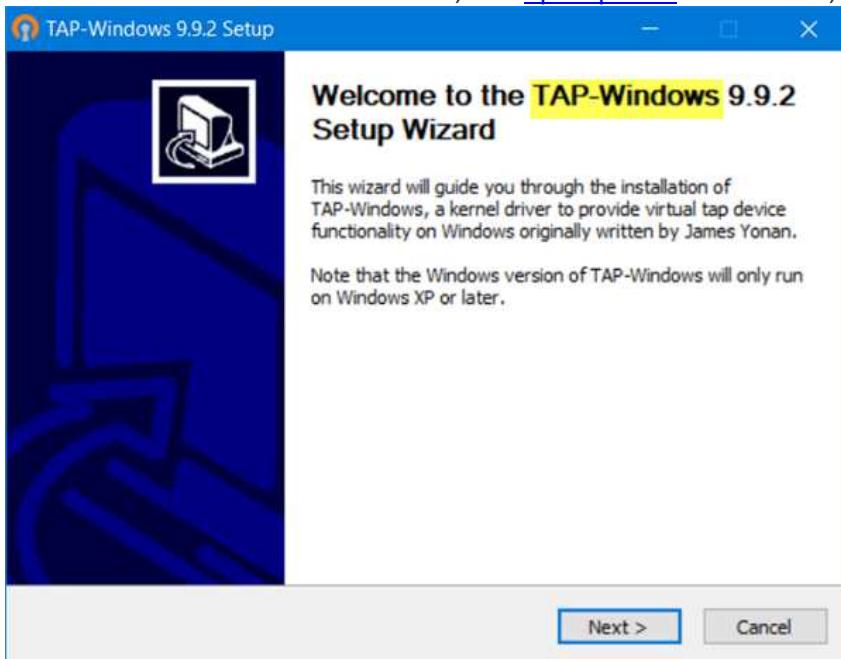 TAP-Windows 9.9.2 Setup
Welcome to the TAP-Windows 9.9.2
Setup Wizard
This wizard will guide you through the installation of
TAP-Windows, a kernel driver to provide virtual tap device
functionality on Windows originally written by James Yonan.
Note that the Windows version of TAP-Windows will only run
on Windows XP or later.
Next >
Cancel